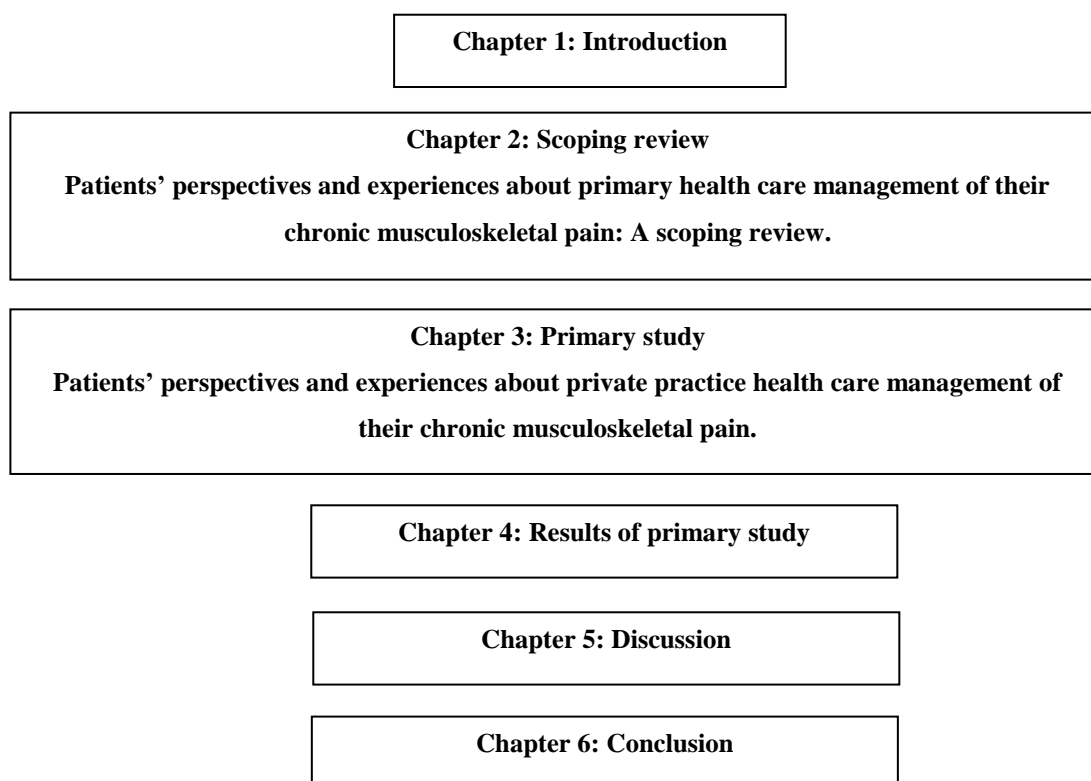 Chapter 1: Introduction
Chapter 2: Scoping review
Patients’ perspectives and experiences about primary health care management of their
chronic musculoskeletal pain: A scoping review.
Chapter 3: Primary study
Patients’ perspectives and experiences about private practice health care management of
their chronic musculoskeletal pain.
Chapter 4: Results of primary study
Chapter 5: Discussion
Chapter 6: Conclusion